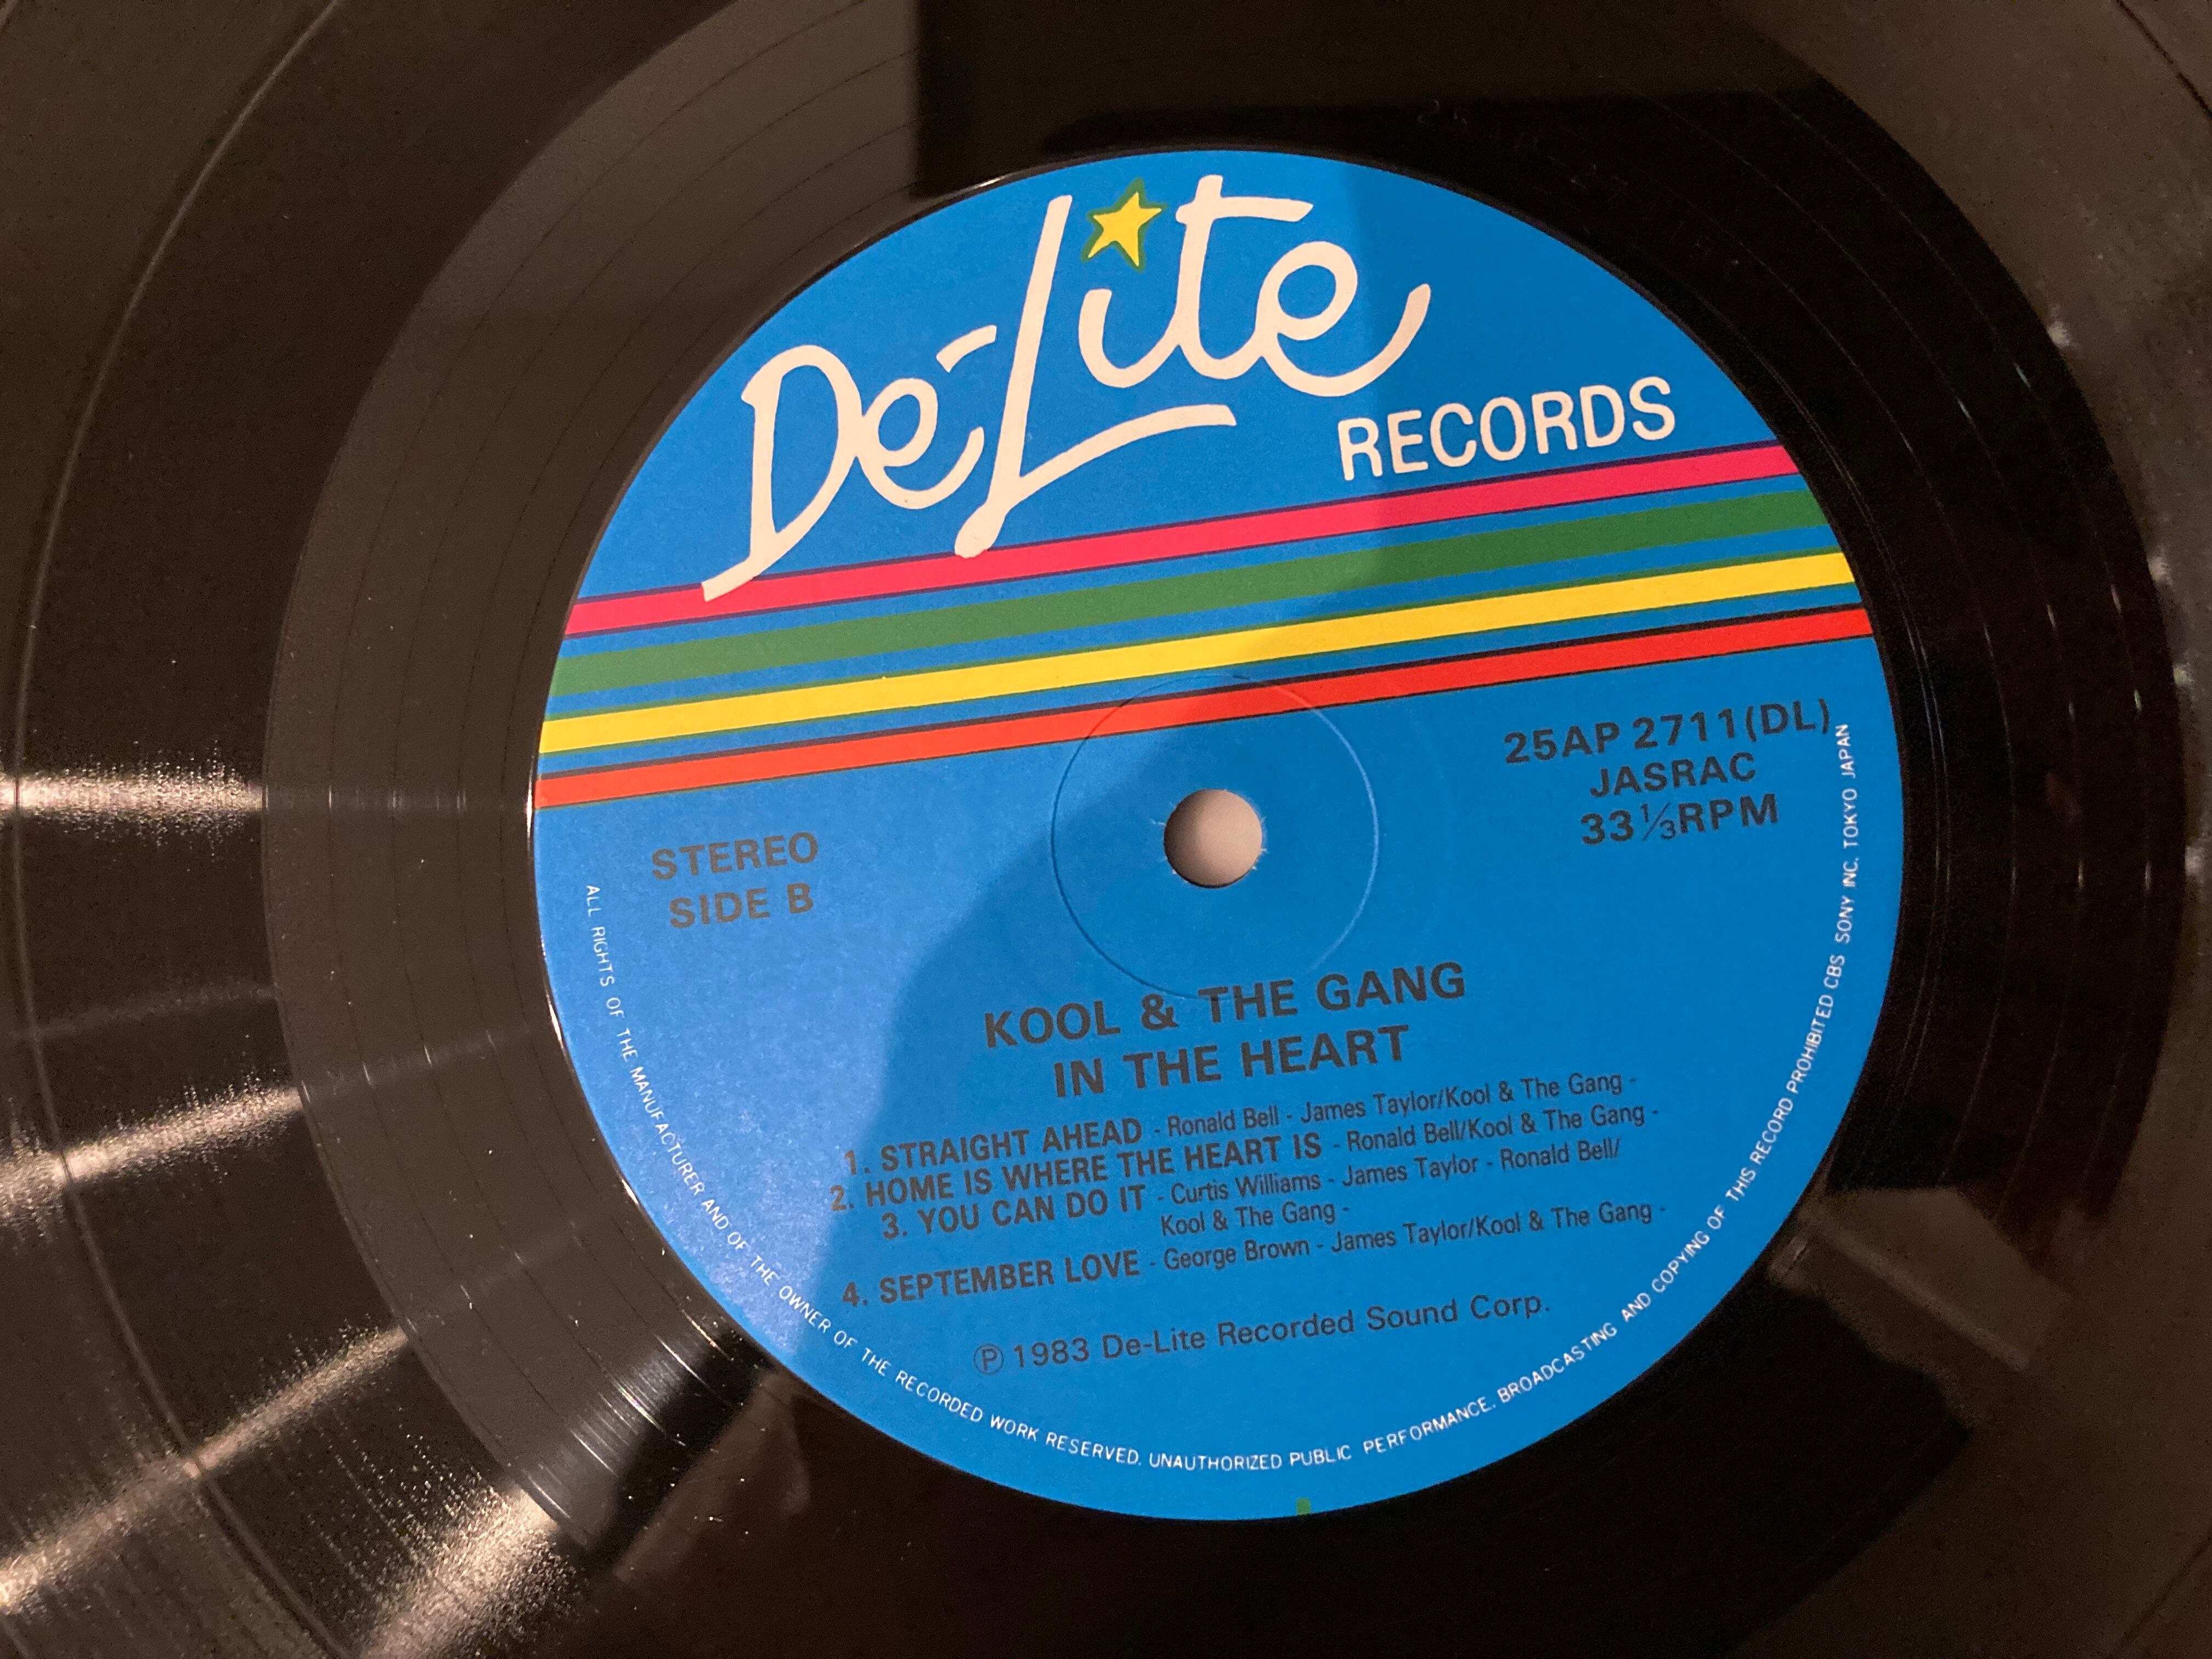 De-Lite
RECORDS
25AP 2711(DL)
JASRAC
33⅓RPM
STEREO
SIDE B
KOOL & THE GANG
IN THE HEART
1. STRAIGHT AHEAD - Ronald Bell - James Taylor/Kool & The Gang -
2. HOME IS WHERE THE HEART IS - Ronald Bell/Kool & The Gang -
3. YOU CAN DO IT - Curtis Williams - James Taylor - Ronald Bell/
Kool & The Gang -
4. SEPTEMBER LOVE - George Brown - James Taylor/Kool & The Gang -
Ⓟ 1983 De-Lite Recorded Sound Corp.
ALL RIGHTS OF THE MANUFACTURER AND OF THE OWNER OF THE RECORDED WORK RESERVED. UNAUTHORIZED PUBLIC PERFORMANCE, BROADCASTING AND COPYING OF THIS RECORD PROHIBITED CBS SONY INC. TOKYO JAPAN